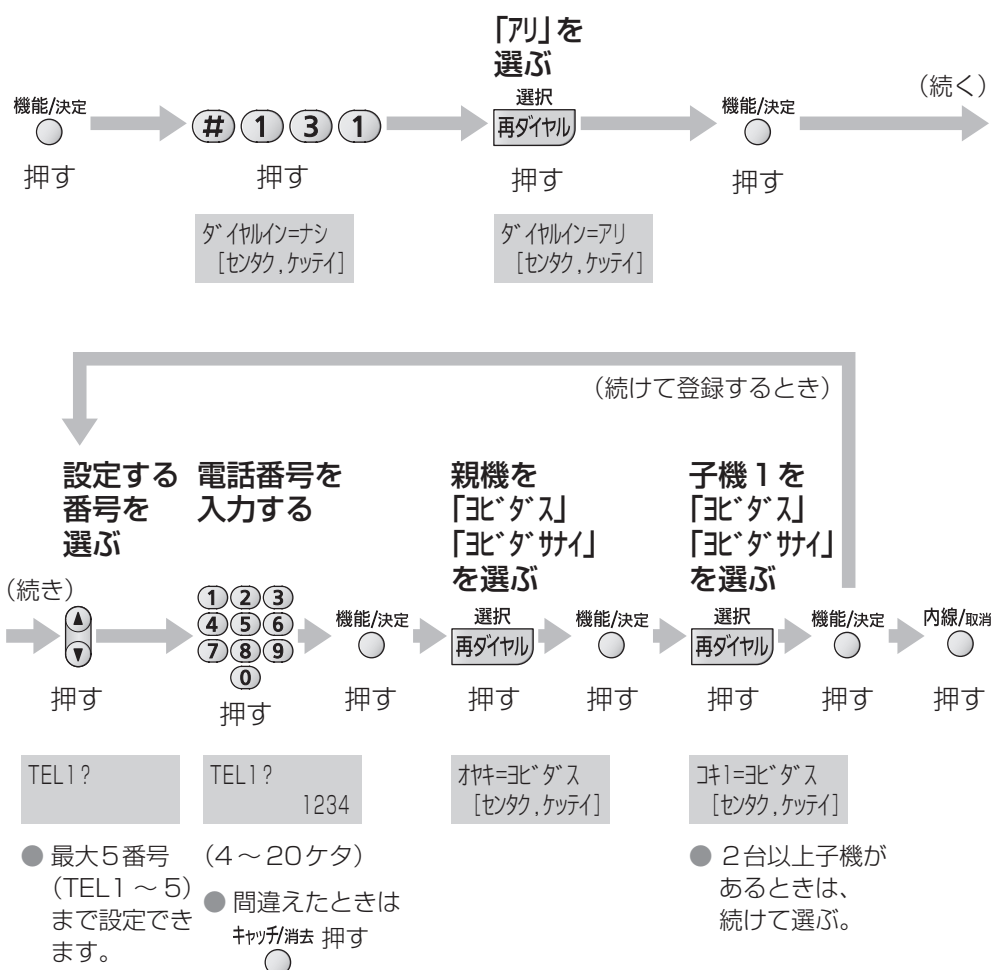 「アリ」を
選ぶ
機能/決定
選択
機能/決定
(続く)
# 1 3 1
再ダイヤル
押す
押す
押す
押す
ダイヤルイン=ナシ
[センタク,ケッテイ]
ダイヤルイン=アリ
[センタク,ケッテイ]
(続けて登録するとき)
設定する
番号を
選ぶ
電話番号を
入力する
親機を
「ヨビダス」
「ヨビダサナイ」
を選ぶ
子機1を
「ヨビダス」
「ヨビダサナイ」
を選ぶ
(続き)
▲
▼
押す
1 2 3
4 5 6
7 8 9
0
押す
機能/決定
押す
選択
再ダイヤル
押す
機能/決定
押す
選択
再ダイヤル
押す
機能/決定
押す
内線/取消
押す
TEL1?
TEL1?
1234
オヤキ=ヨビダス
[センタク,ケッテイ]
コキ1=ヨビダス
[センタク,ケッテイ]
● 最大5番号
(TEL1~5)
まで設定でき
ます。
(4~20ケタ)
● 間違えたときは
キャッチ/消去 押す
● 2台以上子機が
あるときは、
続けて選ぶ。